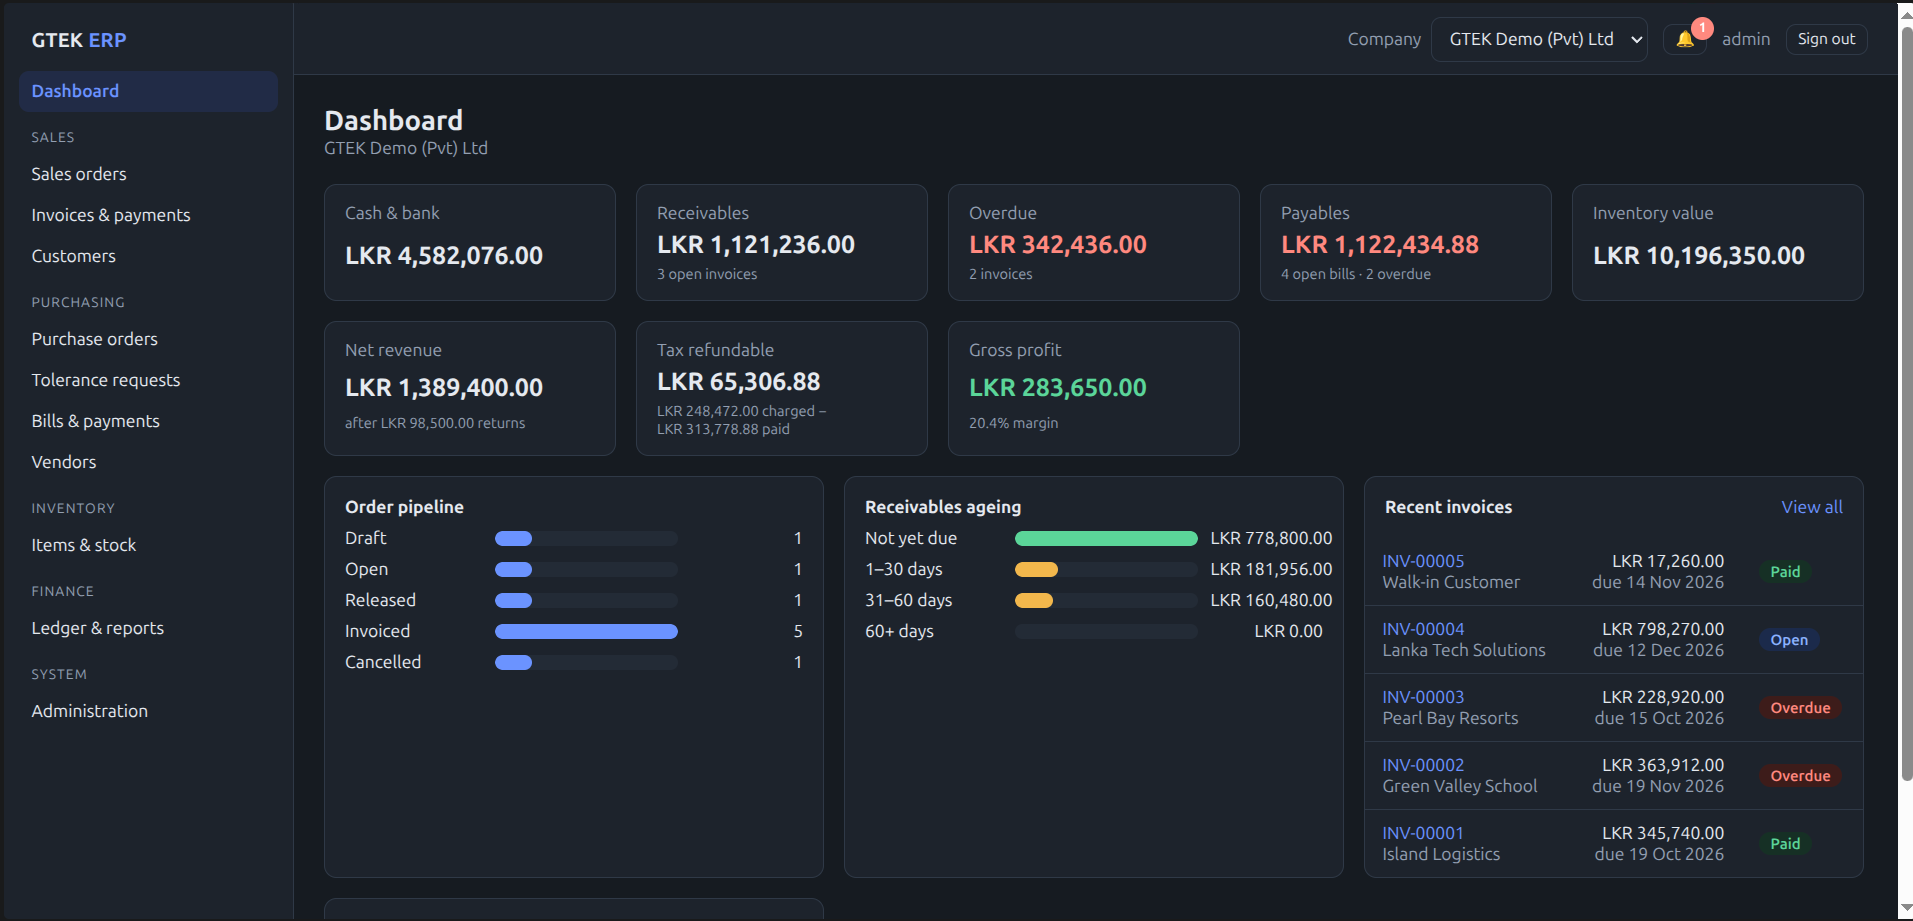 GTEK ERP
Dashboard
SALES
Sales orders
Invoices & payments
Customers
PURCHASING
Purchase orders
Tolerance requests
Bills & payments
Vendors
INVENTORY
Items & stock
FINANCE
Ledger & reports
SYSTEM
Administration
Company GTEK Demo (Pvt) Ltd 1 admin Sign out
Dashboard
GTEK Demo (Pvt) Ltd
Cash & bank
LKR 4,582,076.00
Receivables
LKR 1,121,236.00
3 open invoices
Overdue
LKR 342,436.00
2 invoices
Payables
LKR 1,122,434.88
4 open bills · 2 overdue
Inventory value
LKR 10,196,350.00
Net revenue
LKR 1,389,400.00
after LKR 98,500.00 returns
Tax refundable
LKR 65,306.88
LKR 248,472.00 charged –
LKR 313,778.88 paid
Gross profit
LKR 283,650.00
20.4% margin
Order pipeline
Draft 1
Open 1
Released 1
Invoiced 5
Cancelled 1
Receivables ageing
Not yet due LKR 778,800.00
1–30 days LKR 181,956.00
31–60 days LKR 160,480.00
60+ days LKR 0.00
Recent invoices View all
INV-00005 LKR 17,260.00 Paid
Walk-in Customer due 14 Nov 2026
INV-00004 LKR 798,270.00 Open
Lanka Tech Solutions due 12 Dec 2026
INV-00003 LKR 228,920.00 Overdue
Pearl Bay Resorts due 15 Oct 2026
INV-00002 LKR 363,912.00 Overdue
Green Valley School due 19 Nov 2026
INV-00001 LKR 345,740.00 Paid
Island Logistics due 19 Oct 2026